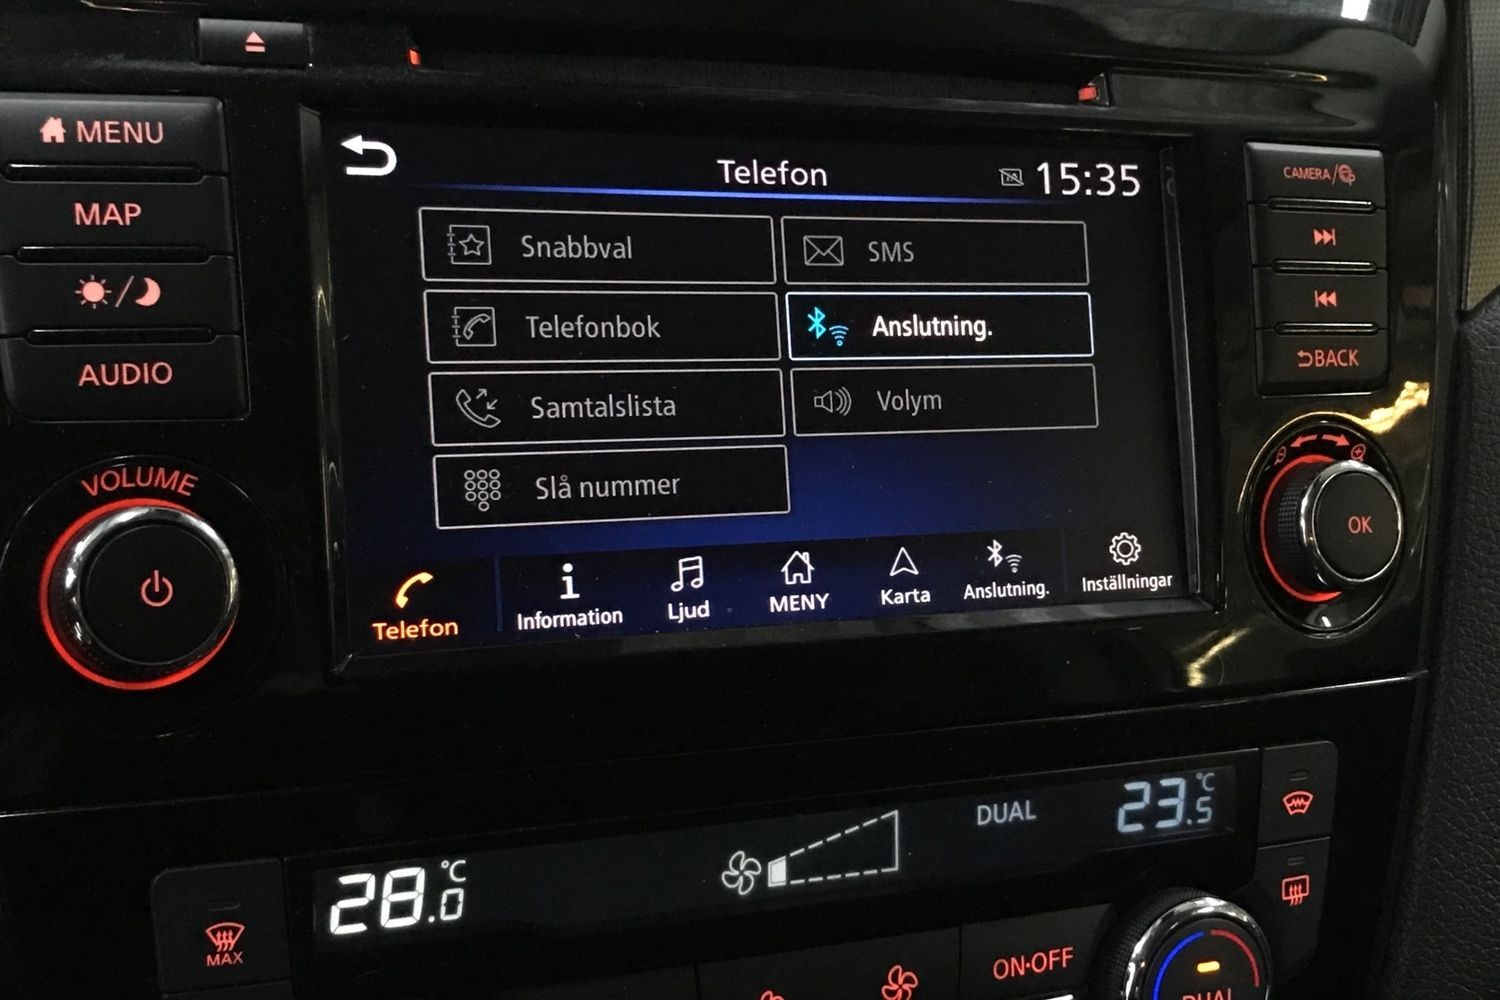 MENU
MAP
AUDIO
VOLUME
Telefon
15:35
Snabbval
SMS
Telefonbok
Anslutning.
Samtalslista
Volym
Slå nummer
Telefon
Information
Ljud
MENY
Karta
Anslutning.
Inställningar
CAMERA/
BACK
OK
28.0 °C
DUAL
23.5 °C
MAX
ON·OFF
DUAL